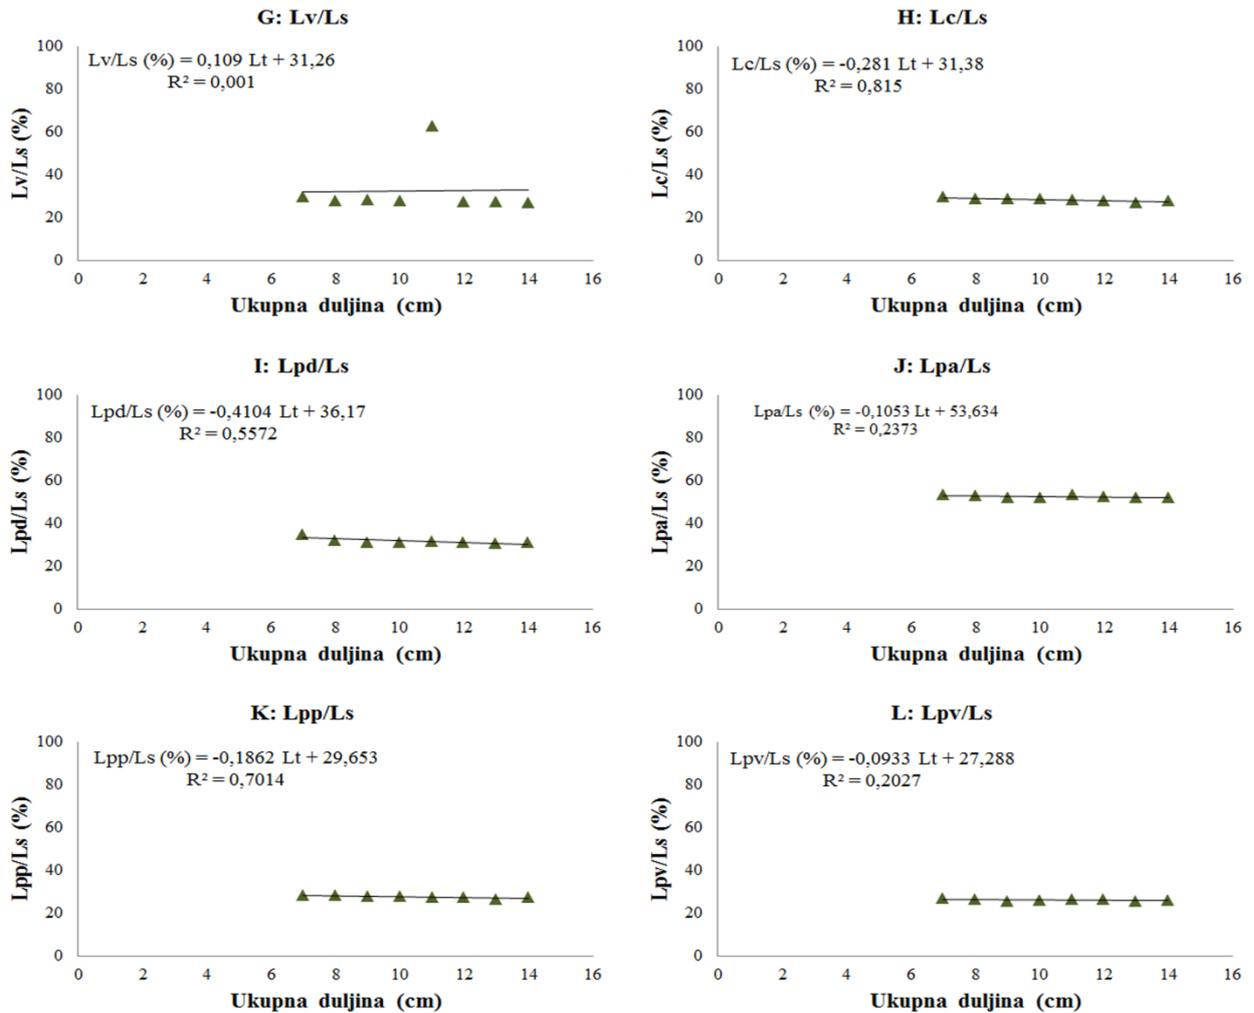 G: Lv/Ls
Lv/Ls (%) = 0,109 Lt + 31,26
R² = 0,001
Lv/Ls (%)
100
80
60
40
20
0
0 2 4 6 8 10 12 14 16
Ukupna duljina (cm)
H: Lc/Ls
Lc/Ls (%) = -0,281 Lt + 31,38
R² = 0,815
Lc/Ls (%)
100
80
60
40
20
0
0 2 4 6 8 10 12 14 16
Ukupna duljina (cm)
I: Lpd/Ls
Lpd/Ls (%) = -0,4104 Lt + 36,17
R² = 0,5572
Lpd/Ls (%)
100
80
60
40
20
0
0 2 4 6 8 10 12 14 16
Ukupna duljina (cm)
J: Lpa/Ls
Lpa/Ls (%) = -0,1053 Lt + 53,634
R² = 0,2373
Lpa/Ls (%)
100
80
60
40
20
0
0 2 4 6 8 10 12 14 16
Ukupna duljina (cm)
K: Lpp/Ls
Lpp/Ls (%) = -0,1862 Lt + 29,653
R² = 0,7014
Lpp/Ls (%)
100
80
60
40
20
0
0 2 4 6 8 10 12 14 16
Ukupna duljina (cm)
L: Lpv/Ls
Lpv/Ls (%) = -0,0933 Lt + 27,288
R² = 0,2027
Lpv/Ls (%)
100
80
60
40
20
0
0 2 4 6 8 10 12 14 16
Ukupna duljina (cm)